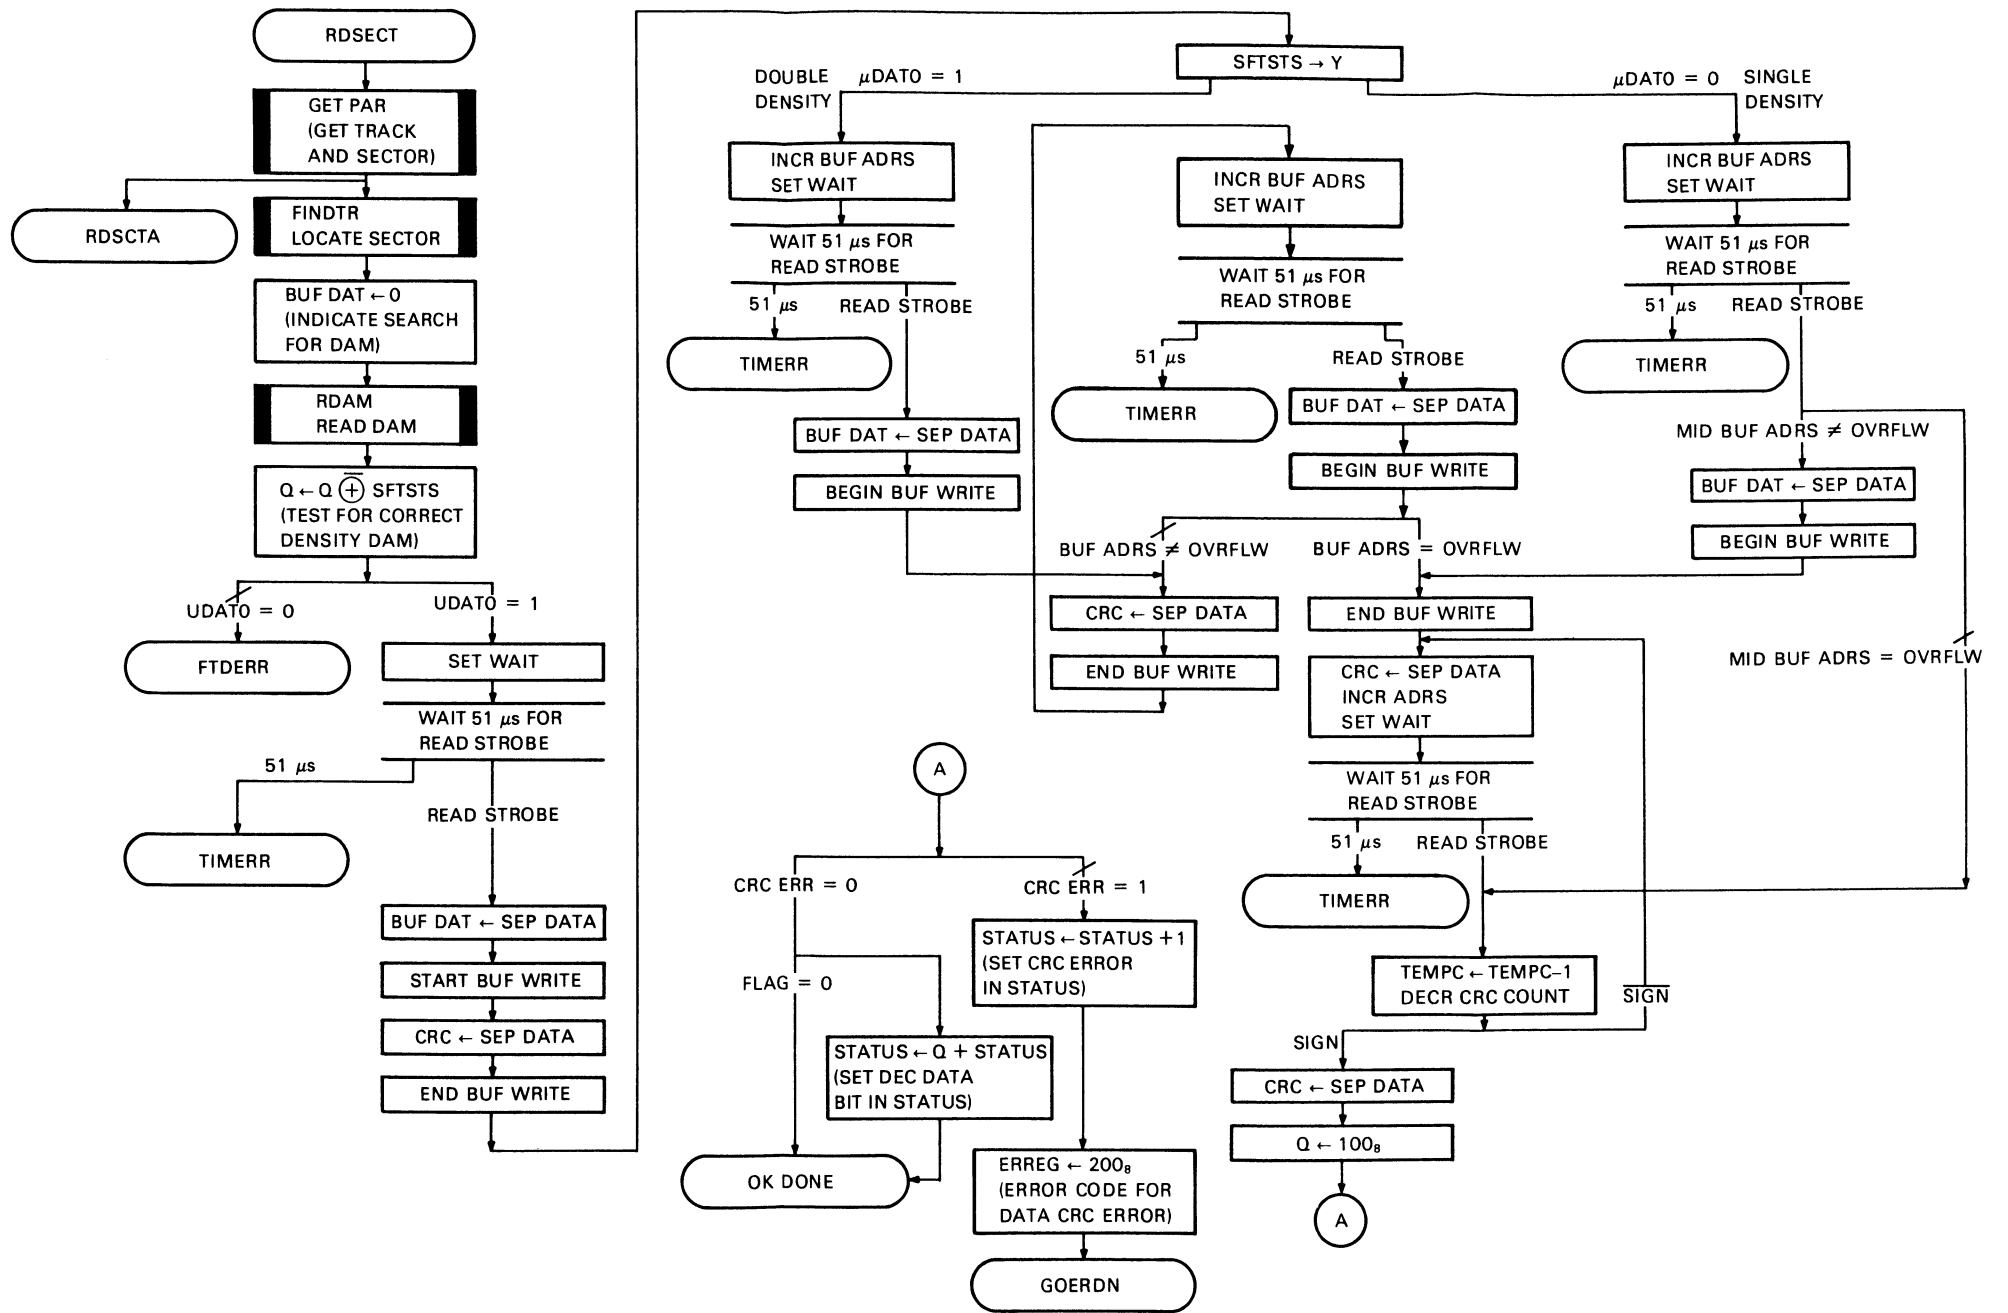 RDSECT
GET PAR
(GET TRACK
AND SECTOR)
RDSCTA
FINDTR
LOCATE SECTOR
BUF DAT ← 0
(INDICATE SEARCH
FOR DAM)
RDAM
READ DAM
Q ← Q ⊕̅ SFTSTS
(TEST FOR CORRECT
DENSITY DAM)
UDAT0 = 0
UDAT0 = 1
FTDERR
SET WAIT
WAIT 51 µs FOR
READ STROBE
51 µs
READ STROBE
TIMERR
BUF DAT ← SEP DATA
START BUF WRITE
CRC ← SEP DATA
END BUF WRITE
SFTSTS → Y
DOUBLE
DENSITY
µDAT0 = 1
µDAT0 = 0
SINGLE
DENSITY
INCR BUF ADRS
SET WAIT
WAIT 51 µs FOR
READ STROBE
51 µs
READ STROBE
TIMERR
BUF DAT ← SEP DATA
BEGIN BUF WRITE
INCR BUF ADRS
SET WAIT
WAIT 51 µs FOR
READ STROBE
51 µs
READ STROBE
TIMERR
BUF DAT ← SEP DATA
BEGIN BUF WRITE
BUF ADRS ≠ OVRFLW
BUF ADRS = OVRFLW
CRC ← SEP DATA
END BUF WRITE
INCR BUF ADRS
SET WAIT
WAIT 51 µs FOR
READ STROBE
51 µs
READ STROBE
TIMERR
MID BUF ADRS ≠ OVRFLW
BUF DAT ← SEP DATA
BEGIN BUF WRITE
MID BUF ADRS = OVRFLW
END BUF WRITE
CRC ← SEP DATA
INCR ADRS
SET WAIT
WAIT 51 µs FOR
READ STROBE
51 µs
READ STROBE
TIMERR
TEMPC ← TEMPC–1
DECR CRC COUNT
S̅I̅G̅N̅
SIGN
CRC ← SEP DATA
Q ← 100₈
A
A
CRC ERR = 0
CRC ERR = 1
FLAG = 0
STATUS ← STATUS +1
(SET CRC ERROR
IN STATUS)
STATUS ← Q + STATUS
(SET DEC DATA
BIT IN STATUS)
OK DONE
ERREG ← 200₈
(ERROR CODE FOR
DATA CRC ERROR)
GOERDN